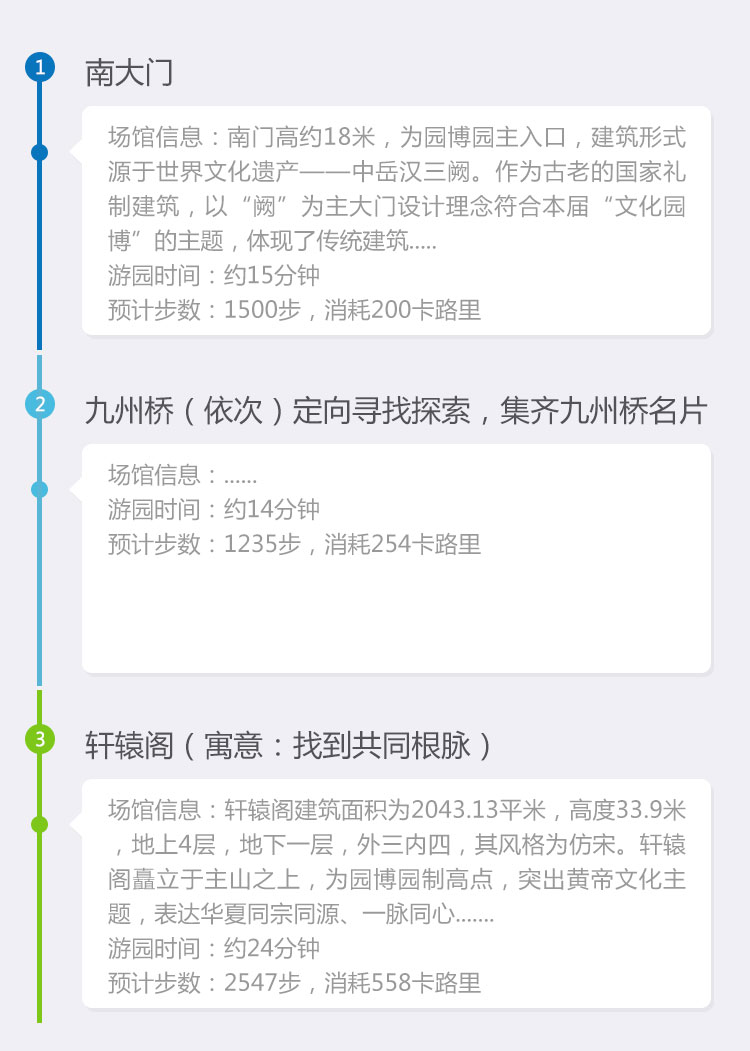 1 南大门
场馆信息：南门高约18米，为园博园主入口，建筑形式
源于世界文化遗产——中岳汉三阙。作为古老的国家礼
制建筑，以“阙”为主大门设计理念符合本届“文化园
博”的主题，体现了传统建筑.....
游园时间：约15分钟
预计步数：1500步，消耗200卡路里
2 九州桥（依次）定向寻找探索，集齐九州桥名片
场馆信息：......
游园时间：约14分钟
预计步数：1235步，消耗254卡路里
3 轩辕阁（寓意：找到共同根脉）
场馆信息：轩辕阁建筑面积为2043.13平米，高度33.9米
，地上4层，地下一层，外三内四，其风格为仿宋。轩辕
阁矗立于主山之上，为园博园制高点，突出黄帝文化主
题，表达华夏同宗同源、一脉同心.......
游园时间：约24分钟
预计步数：2547步，消耗558卡路里